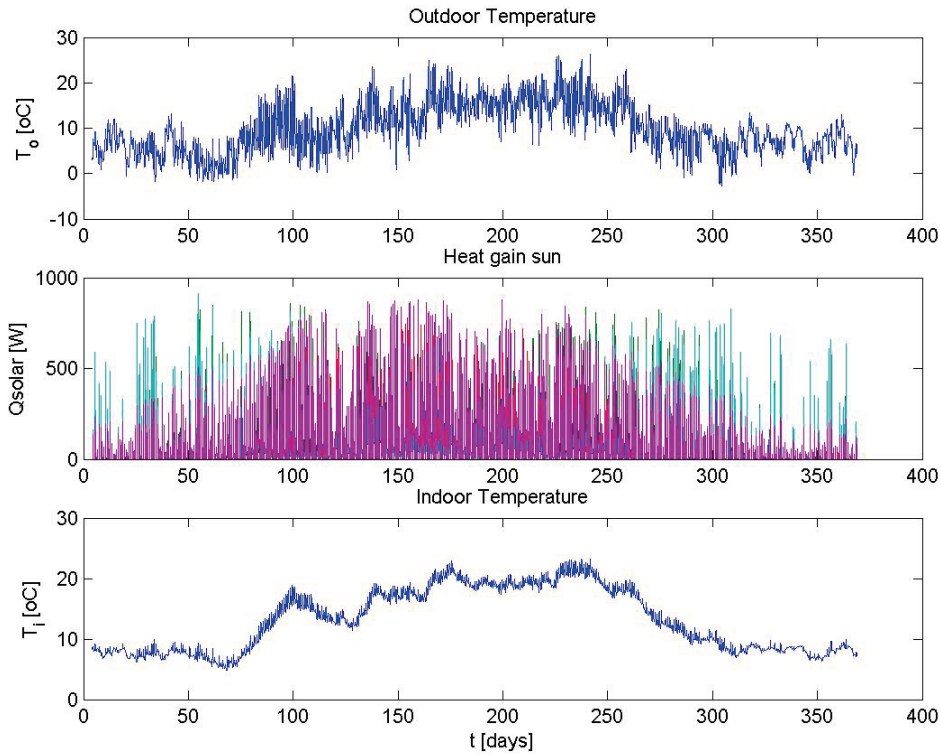 Outdoor Temperature
30
20
10
0
-10
T_o [oC]
0 50 100 150 200 250 300 350 400
Heat gain sun
1000
500
0
Qsolar [W]
0 50 100 150 200 250 300 350 400
Indoor Temperature
30
20
10
0
T_i [oC]
0 50 100 150 200 250 300 350 400
t [days]